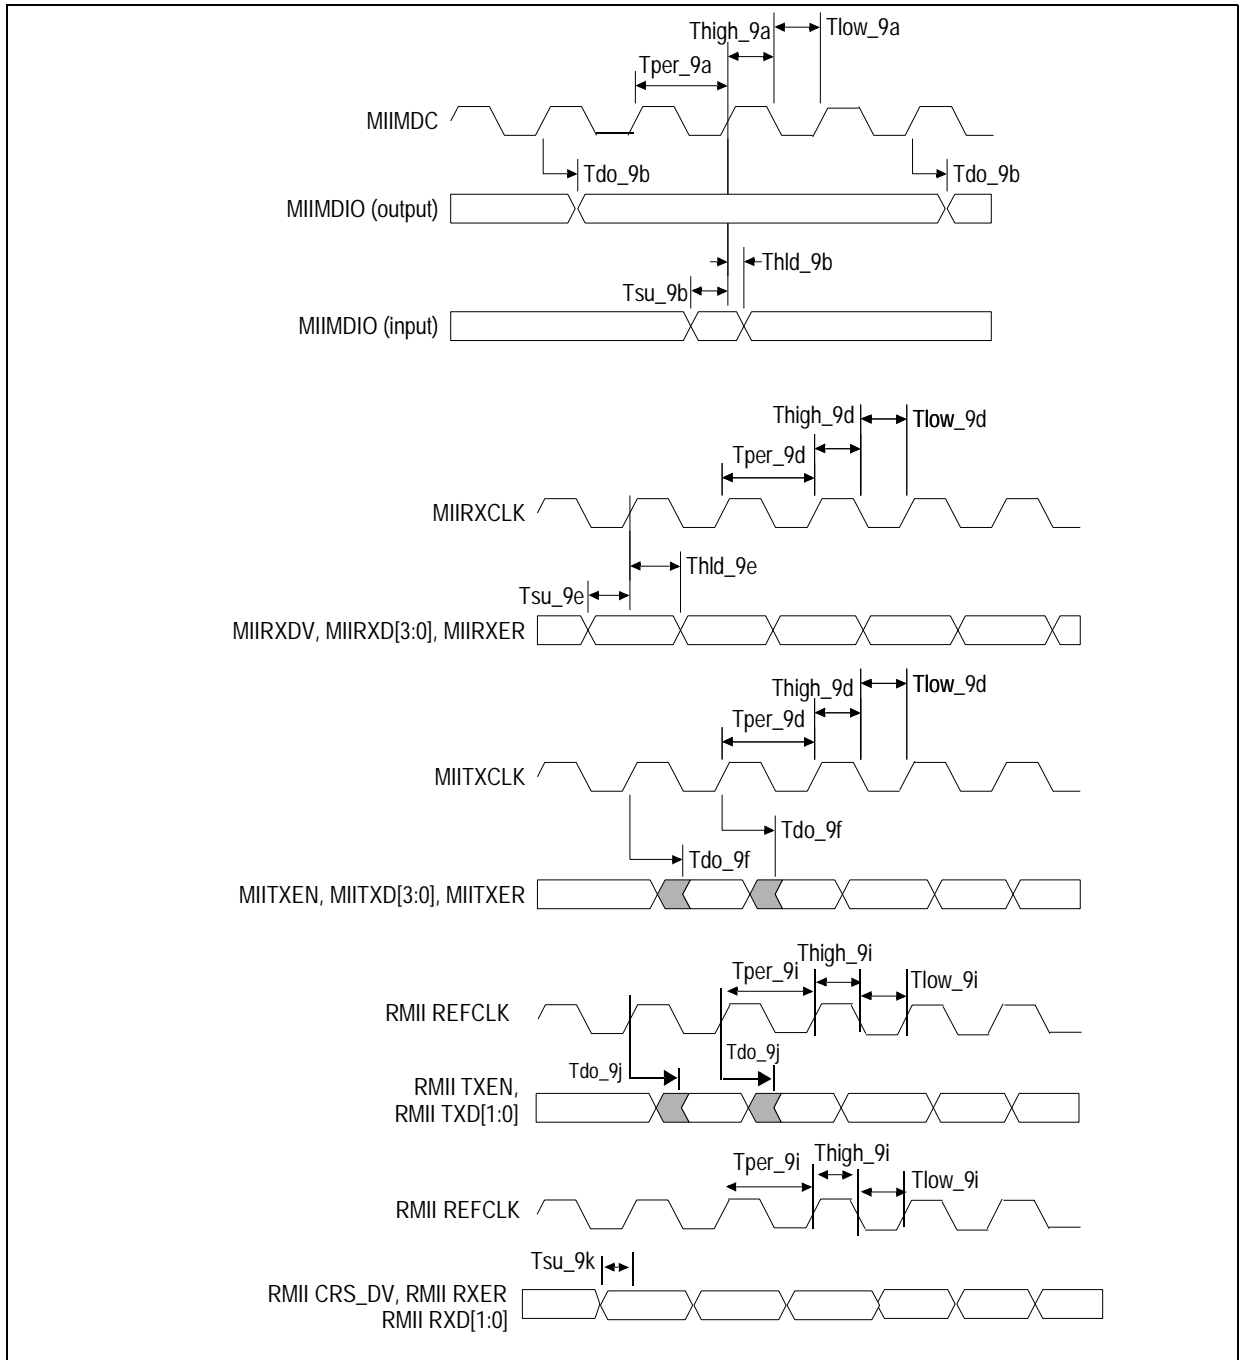 Thigh_9a
Tlow_9a
Tper_9a
MIIMDC
Tdo_9b
Tdo_9b
MIIMDIO (output)
Thld_9b
Tsu_9b
MIIMDIO (input)
Thigh_9d
Tlow_9d
Tper_9d
MIIRXCLK
Thld_9e
Tsu_9e
MIIRXDV, MIIRXD[3:0], MIIRXER
Thigh_9d
Tlow_9d
Tper_9d
MIITXCLK
Tdo_9f
Tdo_9f
MIITXEN, MIITXD[3:0], MIITXER
Thigh_9i
Tper_9i
Tlow_9i
RMII REFCLK
Tdo_9j
Tdo_9j
RMII TXEN,
RMII TXD[1:0]
Thigh_9i
Tper_9i
Tlow_9i
RMII REFCLK
Tsu_9k
RMII CRS_DV, RMII RXER
RMII RXD[1:0]